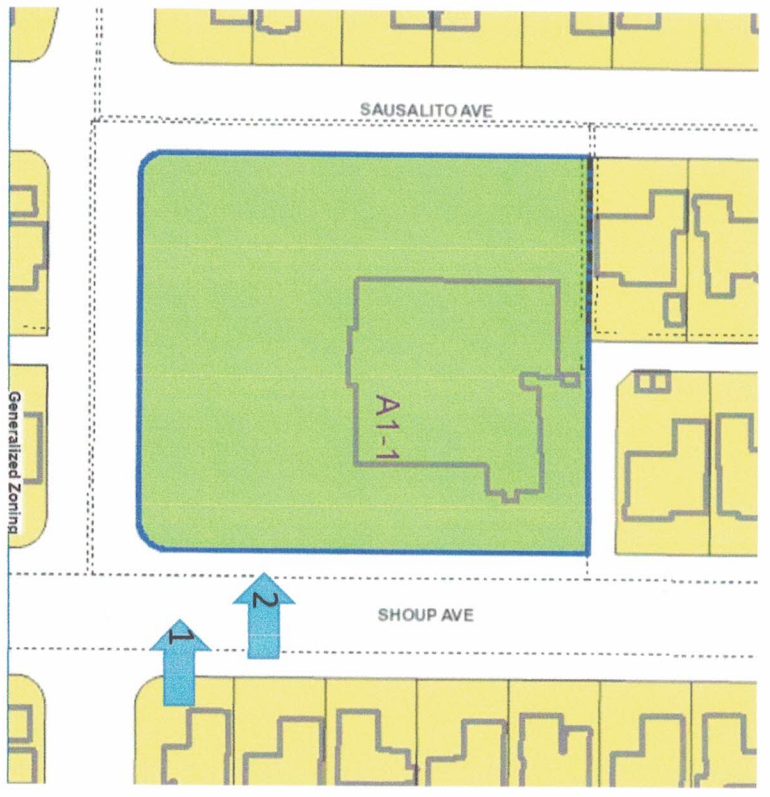 SAUSALITO AVE
A1-1
Generalized Zoning
2
1
SHOUP AVE